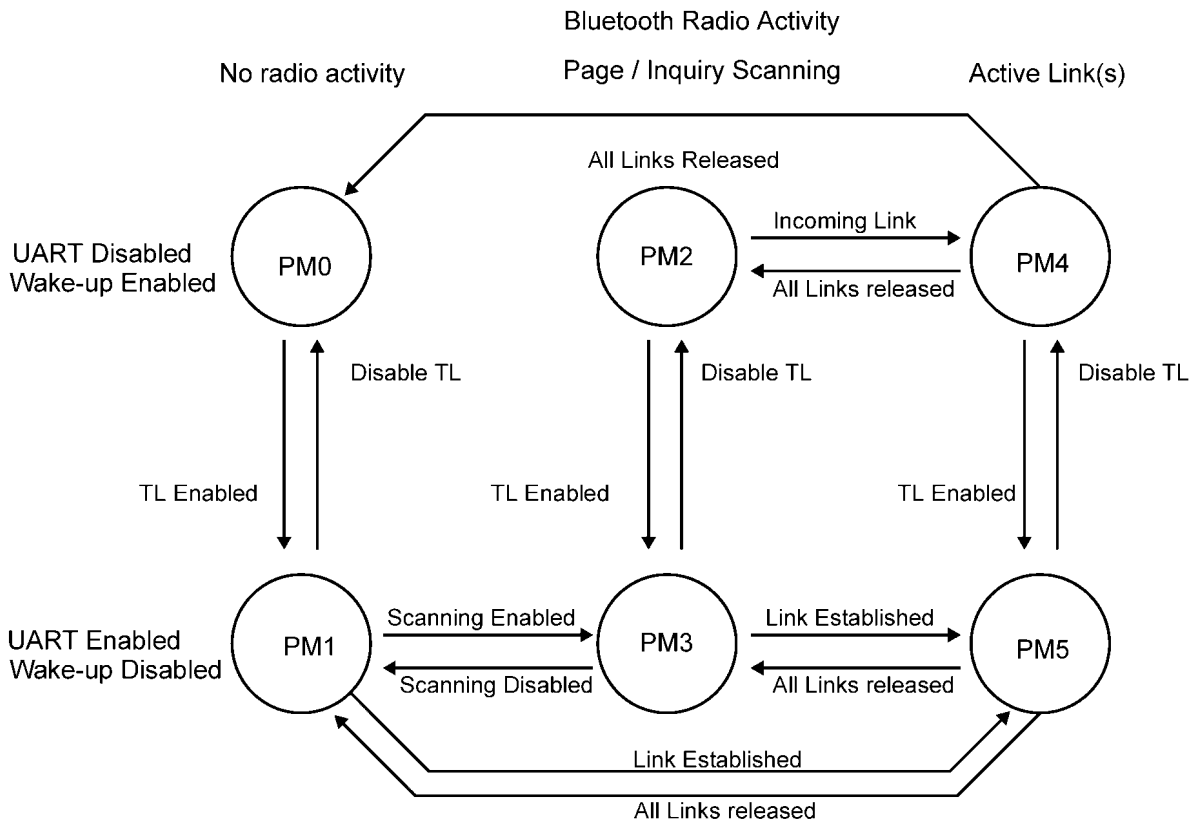 Bluetooth Radio Activity
No radio activity
Page / Inquiry Scanning
Active Link(s)
All Links Released
UART Disabled
Wake-up Enabled
PM0
PM2
Incoming Link
All Links released
PM4
Disable TL
Disable TL
Disable TL
TL Enabled
TL Enabled
TL Enabled
UART Enabled
Wake-up Disabled
PM1
Scanning Enabled
Scanning Disabled
PM3
Link Established
All Links released
PM5
Link Established
All Links released